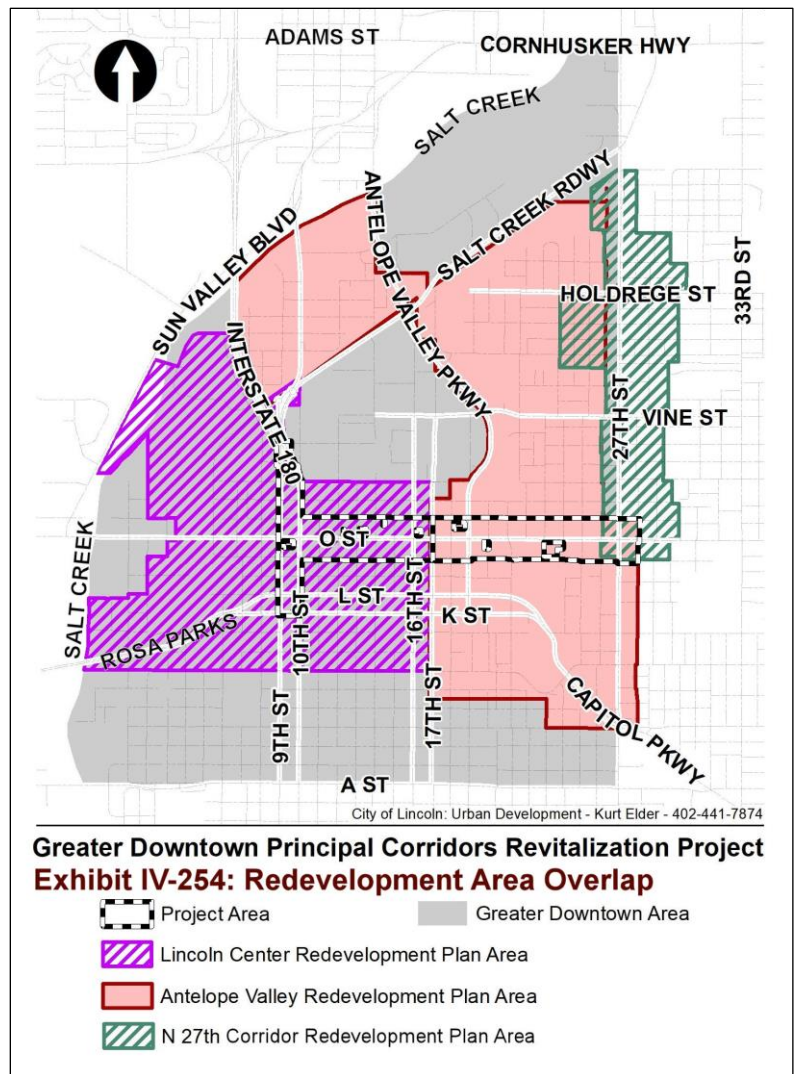 ADAMS ST
CORNHUSKER HWY
SALT CREEK
ANTELOPE VALLEY PKWY
SALT CREEK RDWY
SUN VALLEY BLVD
33RD ST
HOLDREGE ST
INTERSTATE 180
27TH ST
VINE ST
SALT CREEK
O ST
L ST
16TH ST
K ST
10TH ST
ROSA PARKS
9TH ST
17TH ST
CAPITOL PKWY
A ST
City of Lincoln: Urban Development - Kurt Elder - 402-441-7874
Greater Downtown Principal Corridors Revitalization Project
Exhibit IV-254: Redevelopment Area Overlap
Project Area
Greater Downtown Area
Lincoln Center Redevelopment Plan Area
Antelope Valley Redevelopment Plan Area
N 27th Corridor Redevelopment Plan Area